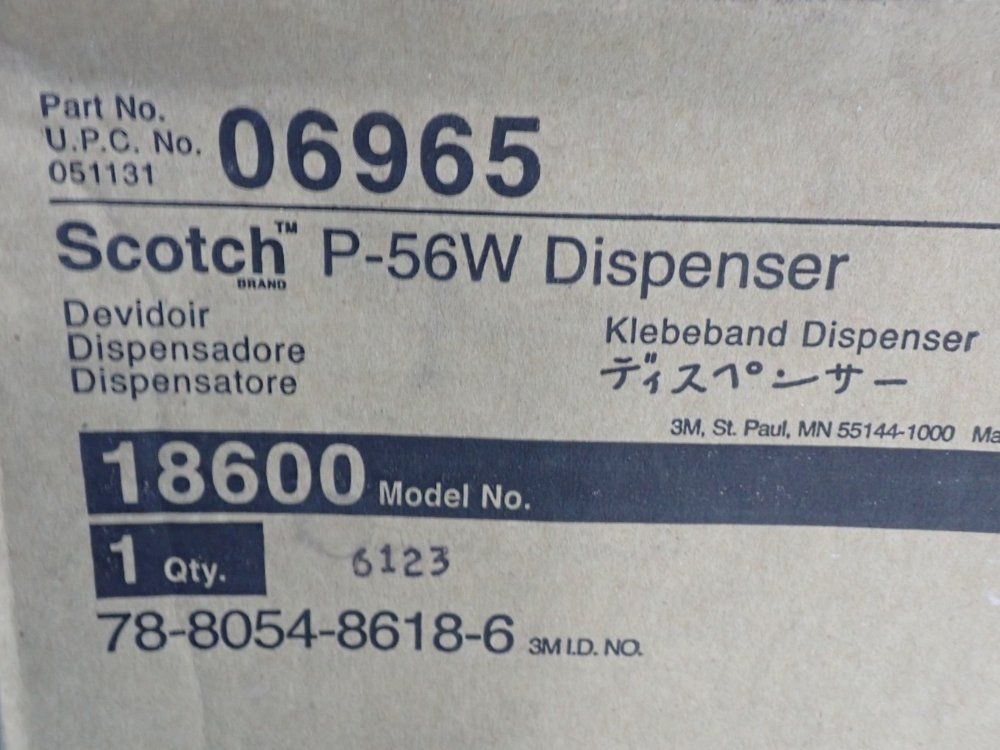 Part No.
U.P.C. No.
051131
06965
Scotch™ P-56W Dispenser
BRAND
Devidoir
Dispensadore
Dispensatore
Klebeband Dispenser
ディスペンサー
3M, St. Paul, MN 55144-1000 Ma
18600 Model No.
1 Qty.
6123
78-8054-8618-6 3M I.D. NO.